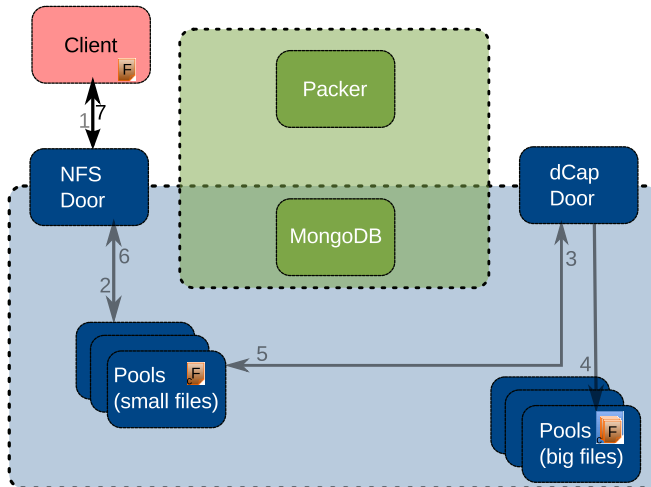 Client
F
1
7
Packer
NFS
Door
dCap
Door
MongoDB
6
2
3
5
4
Pools
F
c
(small files)
Pools
F
c
(big files)